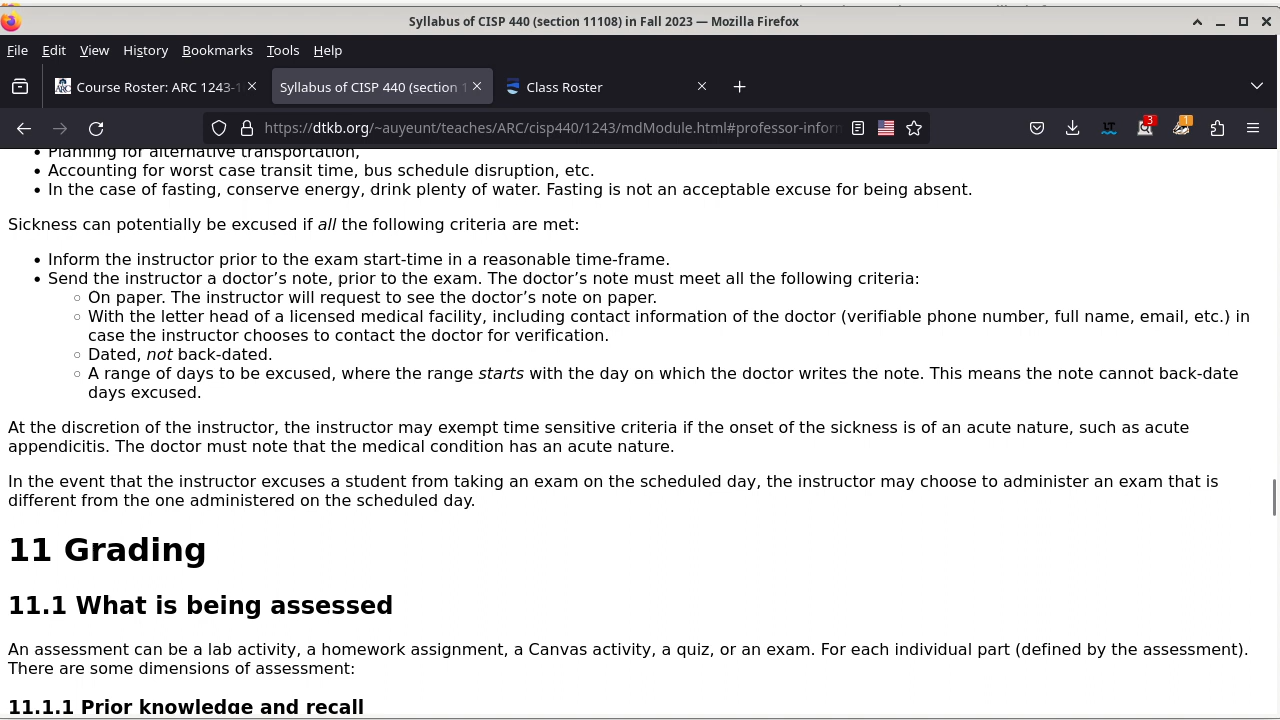 Syllabus of CISP 440 (section 11108) in Fall 2023 — Mozilla Firefox
File Edit View History Bookmarks Tools Help
Course Roster: ARC 1243-1
Syllabus of CISP 440 (section 1
Class Roster
https://dtkb.org/~auyeunt/teaches/ARC/cisp440/1243/mdModule.html#professor-inforn
3
1
• Planning for alternative transportation,
• Accounting for worst case transit time, bus schedule disruption, etc.
• In the case of fasting, conserve energy, drink plenty of water. Fasting is not an acceptable excuse for being absent.
Sickness can potentially be excused if all the following criteria are met:
• Inform the instructor prior to the exam start-time in a reasonable time-frame.
• Send the instructor a doctor’s note, prior to the exam. The doctor’s note must meet all the following criteria:
◦ On paper. The instructor will request to see the doctor’s note on paper.
◦ With the letter head of a licensed medical facility, including contact information of the doctor (verifiable phone number, full name, email, etc.) in
case the instructor chooses to contact the doctor for verification.
◦ Dated, not back-dated.
◦ A range of days to be excused, where the range starts with the day on which the doctor writes the note. This means the note cannot back-date
days excused.
At the discretion of the instructor, the instructor may exempt time sensitive criteria if the onset of the sickness is of an acute nature, such as acute
appendicitis. The doctor must note that the medical condition has an acute nature.
In the event that the instructor excuses a student from taking an exam on the scheduled day, the instructor may choose to administer an exam that is
different from the one administered on the scheduled day.
11 Grading
11.1 What is being assessed
An assessment can be a lab activity, a homework assignment, a Canvas activity, a quiz, or an exam. For each individual part (defined by the assessment).
There are some dimensions of assessment:
11.1.1 Prior knowledge and recall